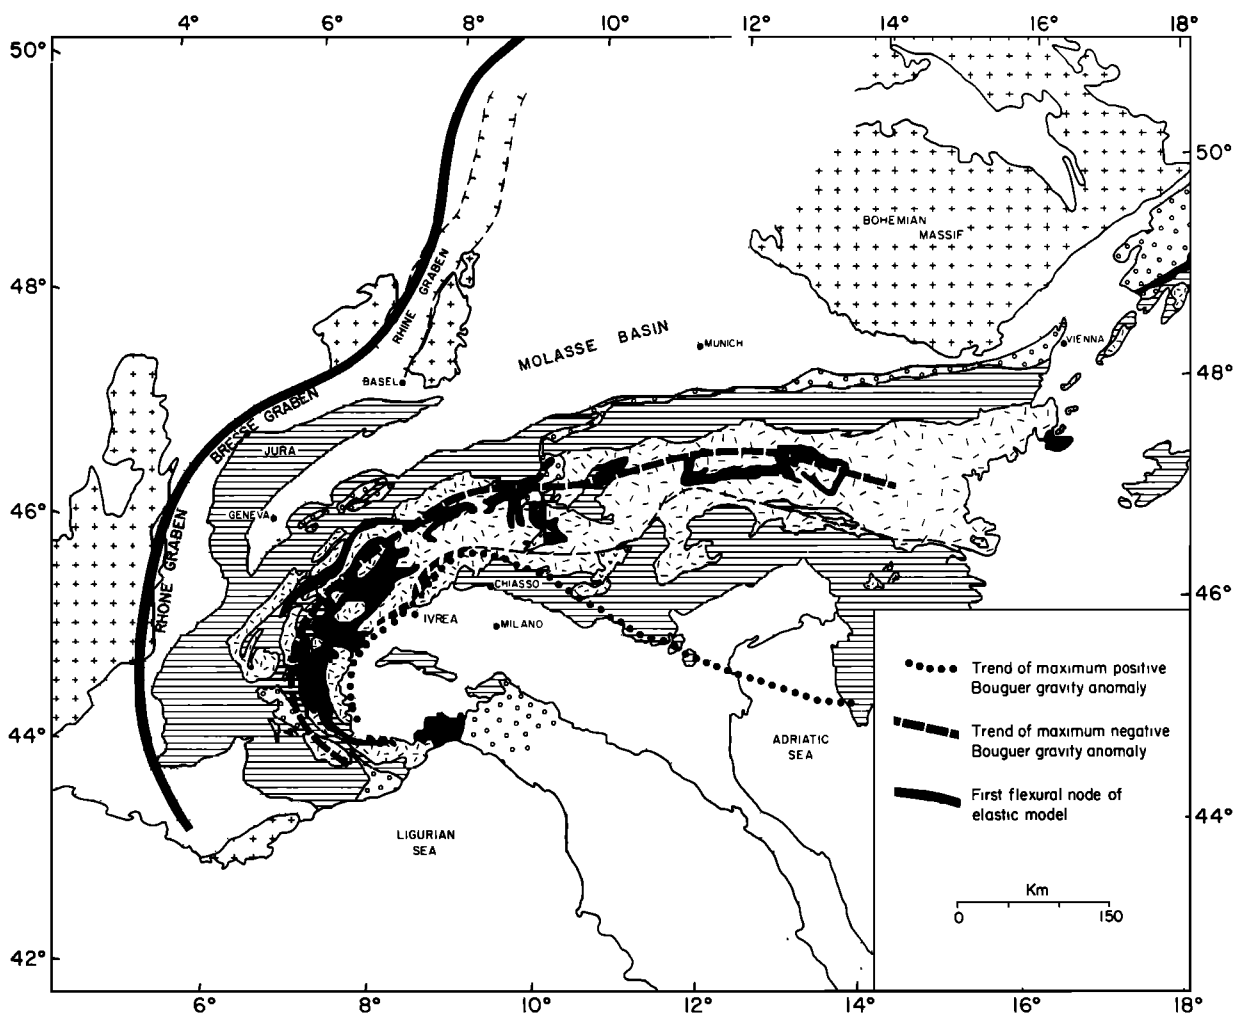 4° 6° 8° 10° 12° 14° 16° 18°
50°
50°
BOHEMIAN
MASSIF
RHINE GRABEN
48°
MOLASSE BASIN
MUNICH
VIENNA
BASEL
48°
BRESSE GRABEN
JURA
46°
GENEVA
RHONE GRABEN
CHIASSO
46°
IVREA
MILANO
Trend of maximum positive
Bouguer gravity anomaly
44°
ADRIATIC
SEA
Trend of maximum negative
Bouguer gravity anomaly
First flexural node of
elastic model
44°
LIGURIAN
SEA
Km
0 150
42°
6° 8° 10° 12° 14° 16° 18°